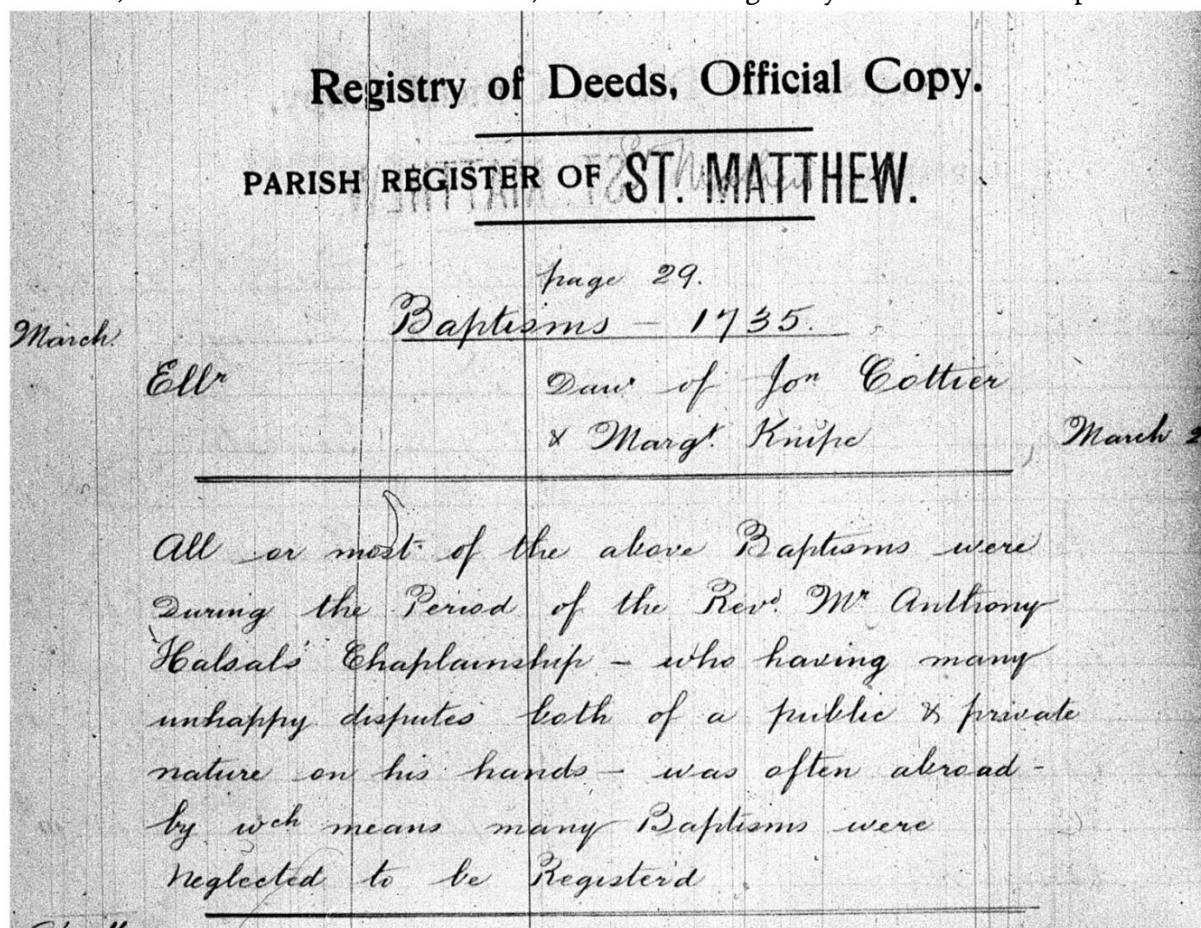 Registry of Deeds, Official Copy.
PARISH REGISTER OF ST. MATTHEW.
page 29.
Baptisms - 1735.
March.
Ellr Daur of Jon Cottier
& Margt. Knipe March 2
All or most of the above Baptisms were
During the Period of the Revd. Mr Anthony
Halsals Chaplainship - who having many
unhappy disputes both of a public & private
nature on his hands - was often abroad -
by wch means many Baptisms were
Neglected to be Register'd